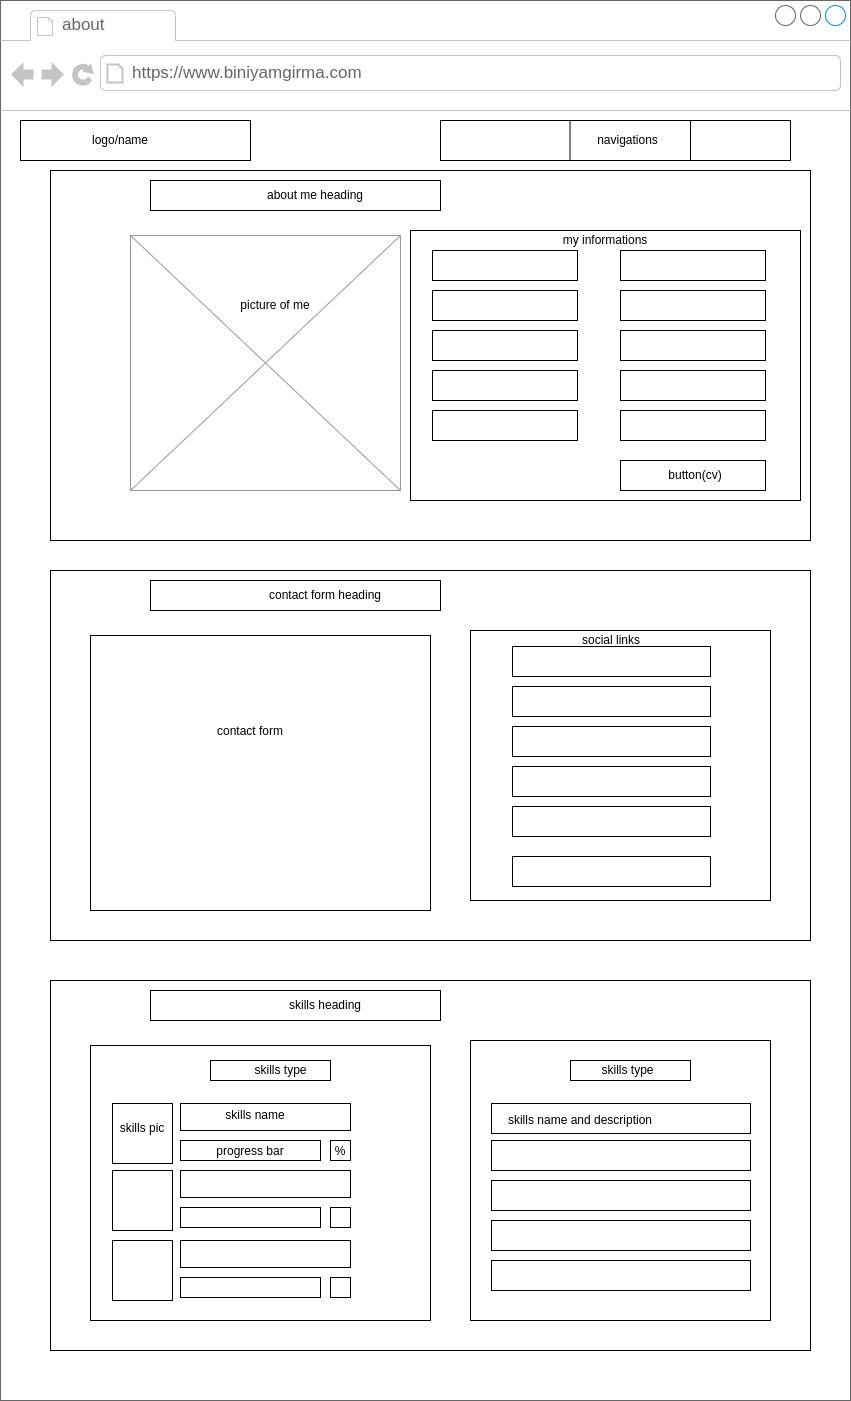 about
https://www.biniyamgirma.com
logo/name
navigations
about me heading
my informations
picture of me
button(cv)
contact form heading
social links
contact form
skills heading
skills type
skills type
skills pic
skills name
skills name and description
progress bar
%